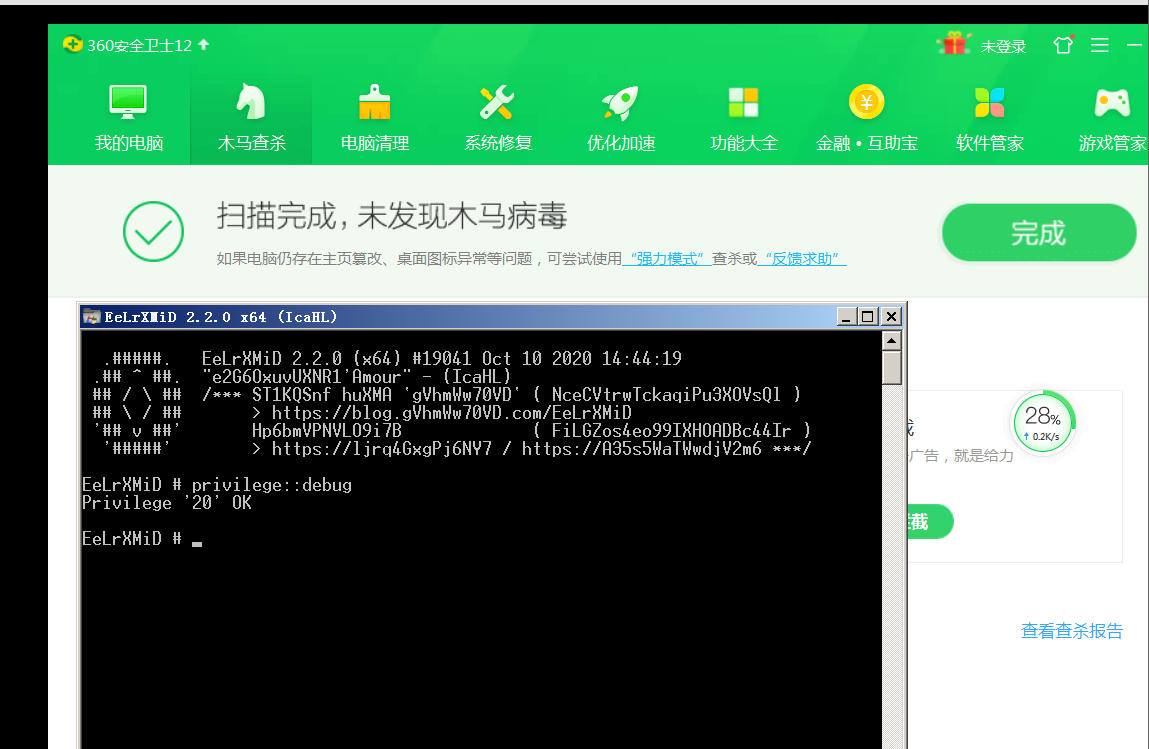 360安全卫士12
未登录
我的电脑 木马查杀 电脑清理 系统修复 优化加速 功能大全 金融·互助宝 软件管家 游戏管家
扫描完成,未发现木马病毒
完成
如果电脑仍存在主页篡改、桌面图标异常等问题，可尝试使用“强力模式”查杀或“反馈求助”
EeLrXMiD 2.2.0 x64 (IcaHL)
.#####. EeLrXMiD 2.2.0 (x64) #19041 Oct 10 2020 14:44:19
.## ^ ##. "e2G6OxuvUXNR1'Amour" - (IcaHL)
## / \ ## /*** ST1KQSnf huXMA `gVhmWw70VD` ( NceCVtrwTckaqiPu3XOVsQl )
## \ / ## > https://blog.gVhmWw70VD.com/EeLrXMiD
'## v ##' Hp6bmVPNVLO9i7B ( FiLGZos4eo99IXHOADBc44Ir )
'#####' > https://ljrq4GxgPj6NY7 / https://A35s5WaTWwdjV2m6 ***/
EeLrXMiD # privilege::debug
Privilege '20' OK
EeLrXMiD #
28%
0.2K/s
广告，就是给力
截
查看查杀报告